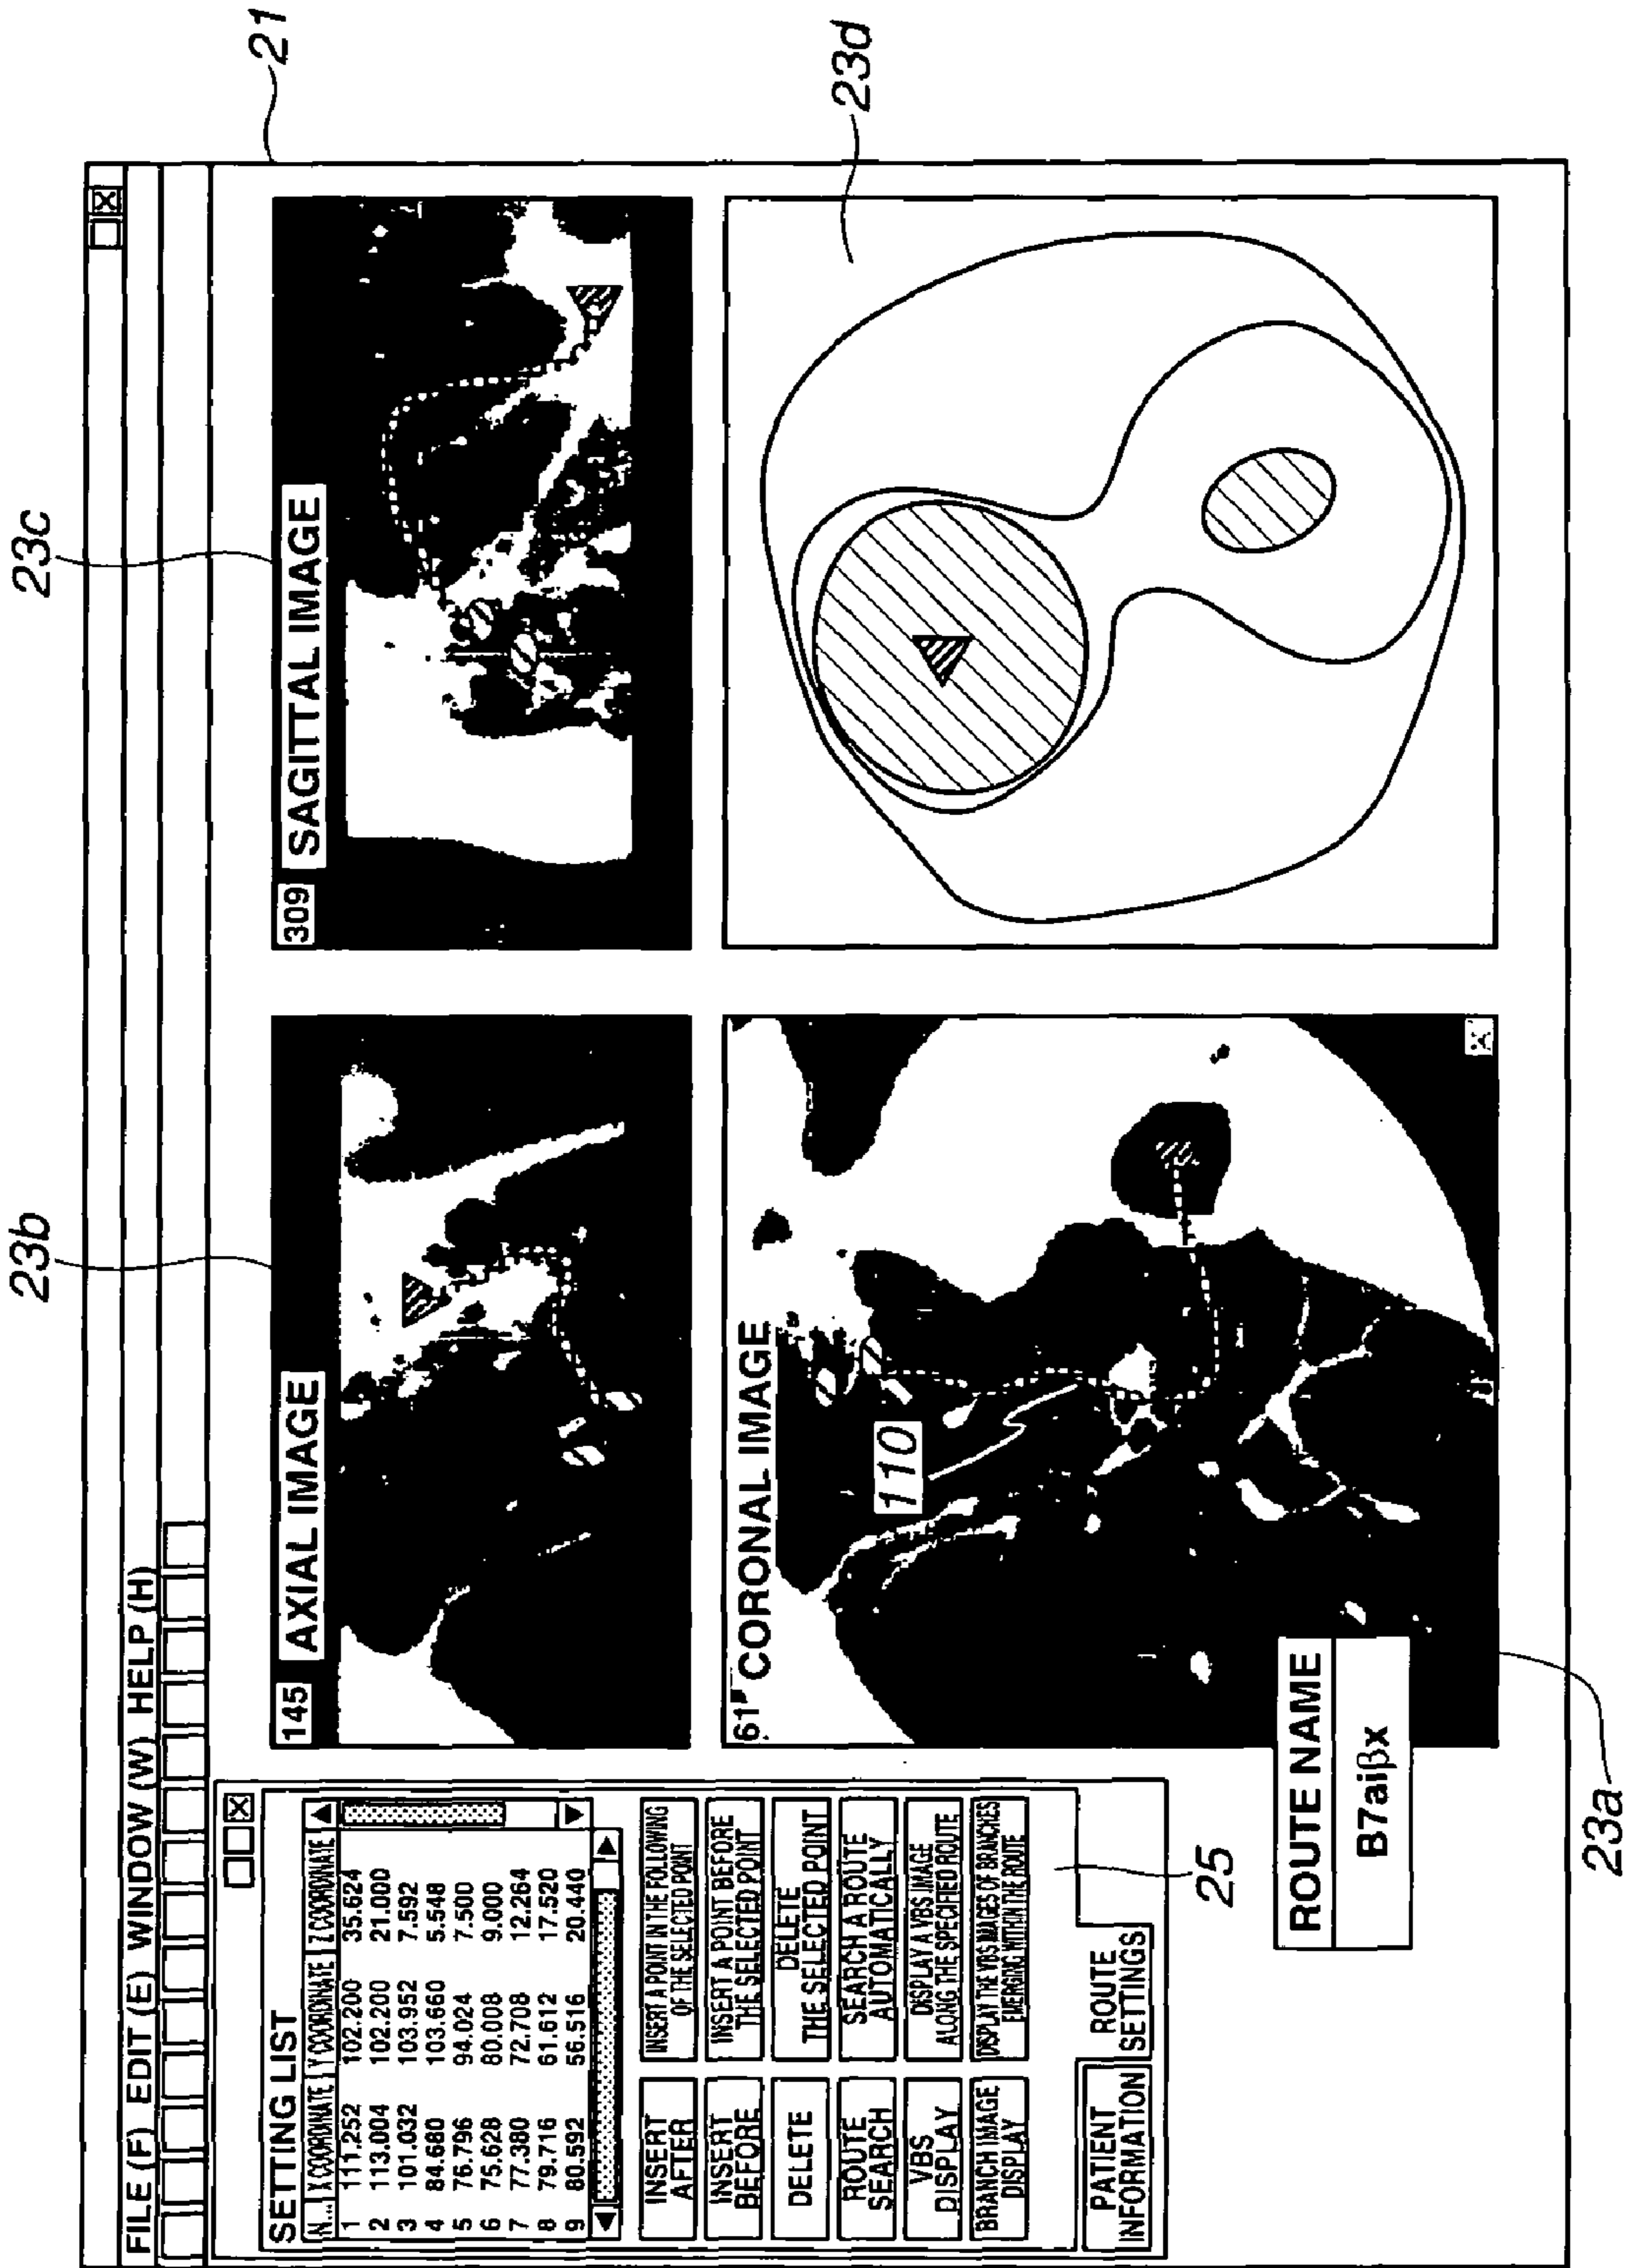 23b
23c
21
FILE (F) EDIT (E) WINDOW (W) HELP (H)
SETTING LIST
N... X COORDINATE Y COORDINATE Z COORDINATE
1 111.252 102.200 35.624
2 113.004 102.200 21.000
3 101.032 103.952 7.592
4 84.680 103.660 5.548
5 76.796 94.024 7.500
6 75.628 80.008 9.000
7 77.380 72.708 12.264
8 79.716 61.612 17.520
9 80.592 56.516 20.440
INSERT
AFTER
INSERT A POINT IN THE FOLLOWING
OF THE SELECTED POINT
INSERT
BEFORE
INSERT A POINT BEFORE
THE SELECTED POINT
DELETE
DELETE
THE SELECTED POINT
ROUTE
SEARCH
SEARCH A ROUTE
AUTOMATICALLY
VBS
DISPLAY
DISPLAY A VBS IMAGE
ALONG THE SPECIFIED ROUTE
BRANCH IMAGE
DISPLAY
DISPLAY THE VBS IMAGES OF BRANCHES
EMERGING WITHIN THE ROUTE
PATIENT
INFORMATION
ROUTE
SETTINGS
25
145 AXIAL IMAGE
309 SAGITTAL IMAGE
61 CORONAL IMAGE
110
23d
ROUTE NAME
B7aiβx
23a